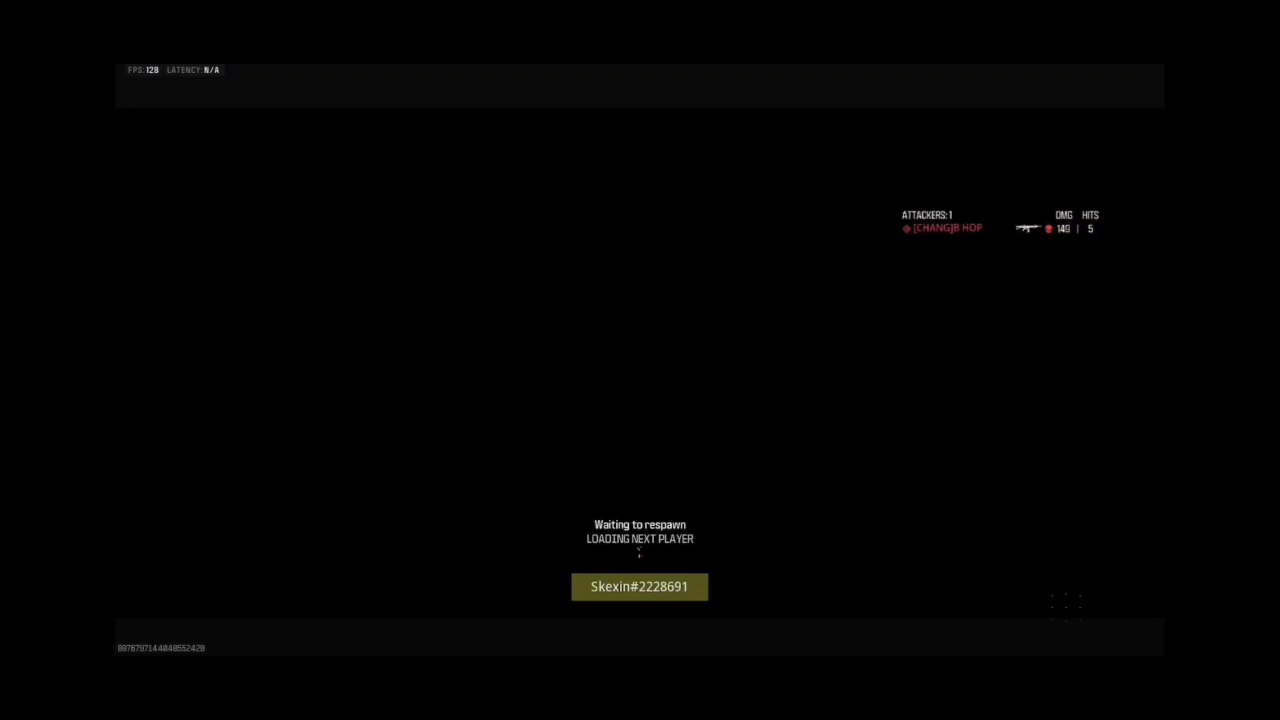 FPS:128 LATENCY:N/A
ATTACKERS:1 DMG HITS
[CHANG]B HOP 149 | 5
Waiting to respawn
LOADING NEXT PLAYER
Skexin#2228691